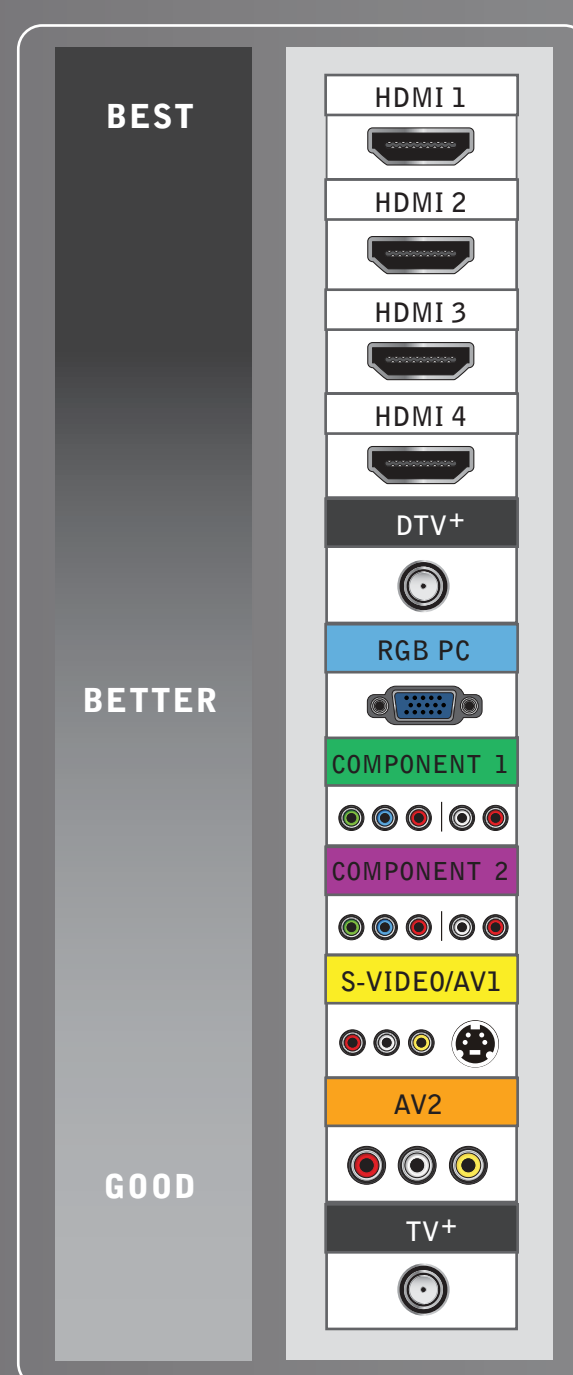 BEST
BETTER
GOOD
HDMI 1
HDMI 2
HDMI 3
HDMI 4
DTV+
RGB PC
COMPONENT 1
COMPONENT 2
S-VIDEO/AV1
AV2
TV+